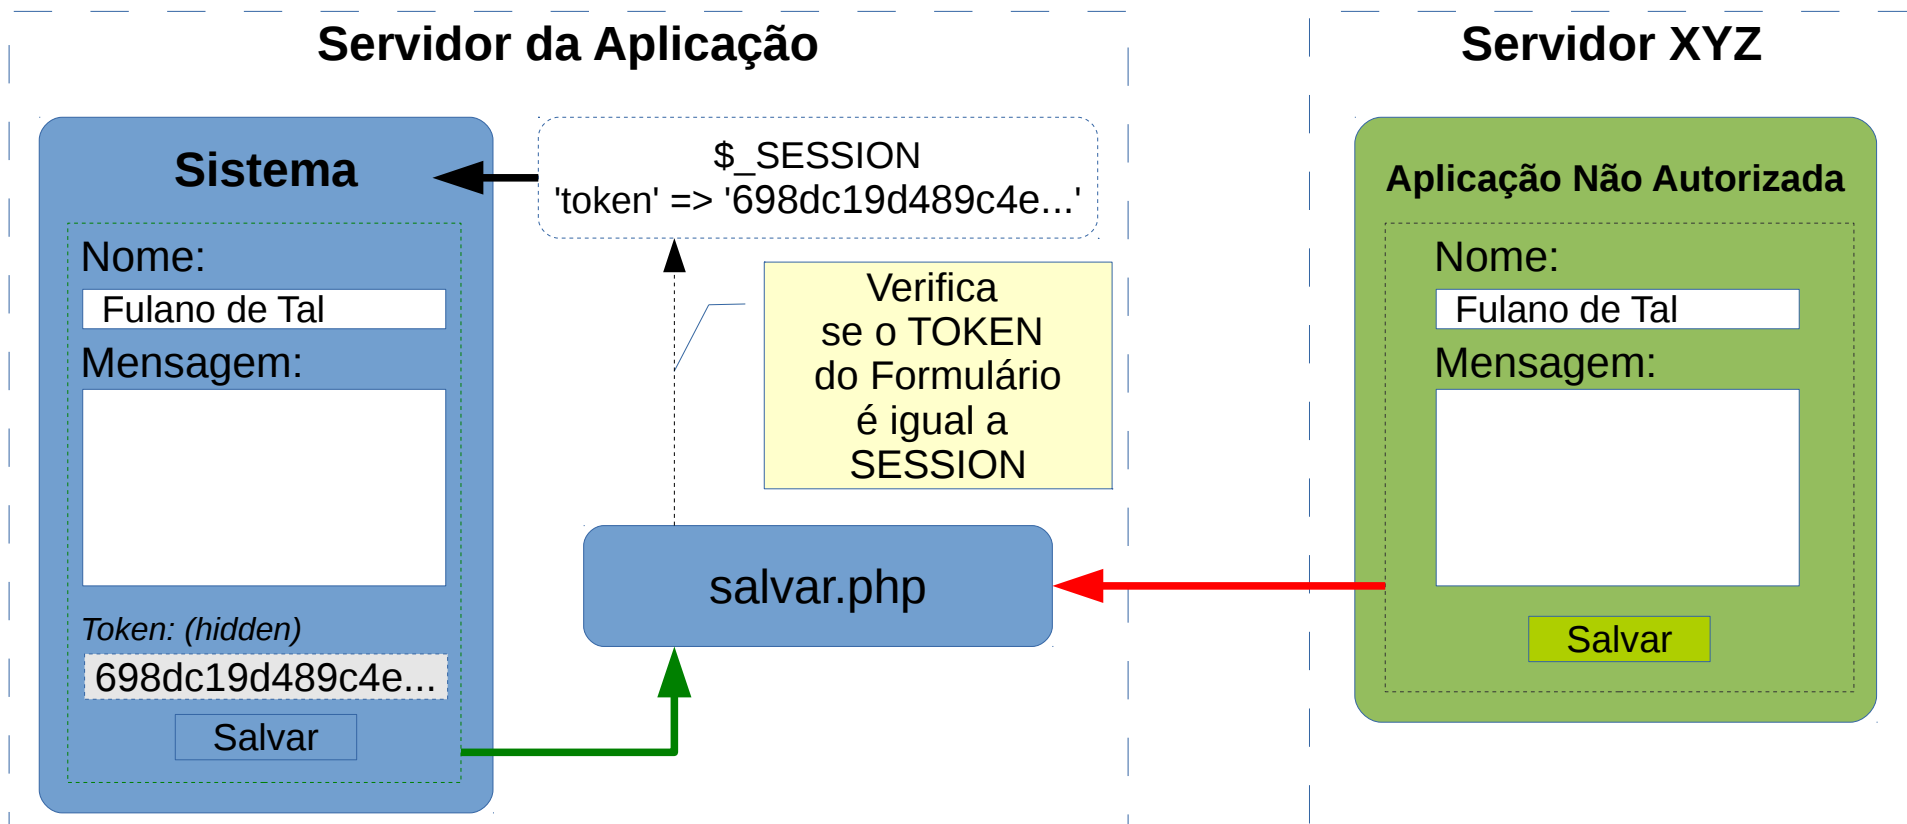 Servidor da Aplicação
Servidor XYZ
Sistema
$_SESSION
'token' => '698dc19d489c4e...'
Nome:
Fulano de Tal
Mensagem:
Token: (hidden)
698dc19d489c4e...
Salvar
Verifica
se o TOKEN
do Formulário
é igual a
SESSION
salvar.php
Aplicação Não Autorizada
Nome:
Fulano de Tal
Mensagem:
Salvar